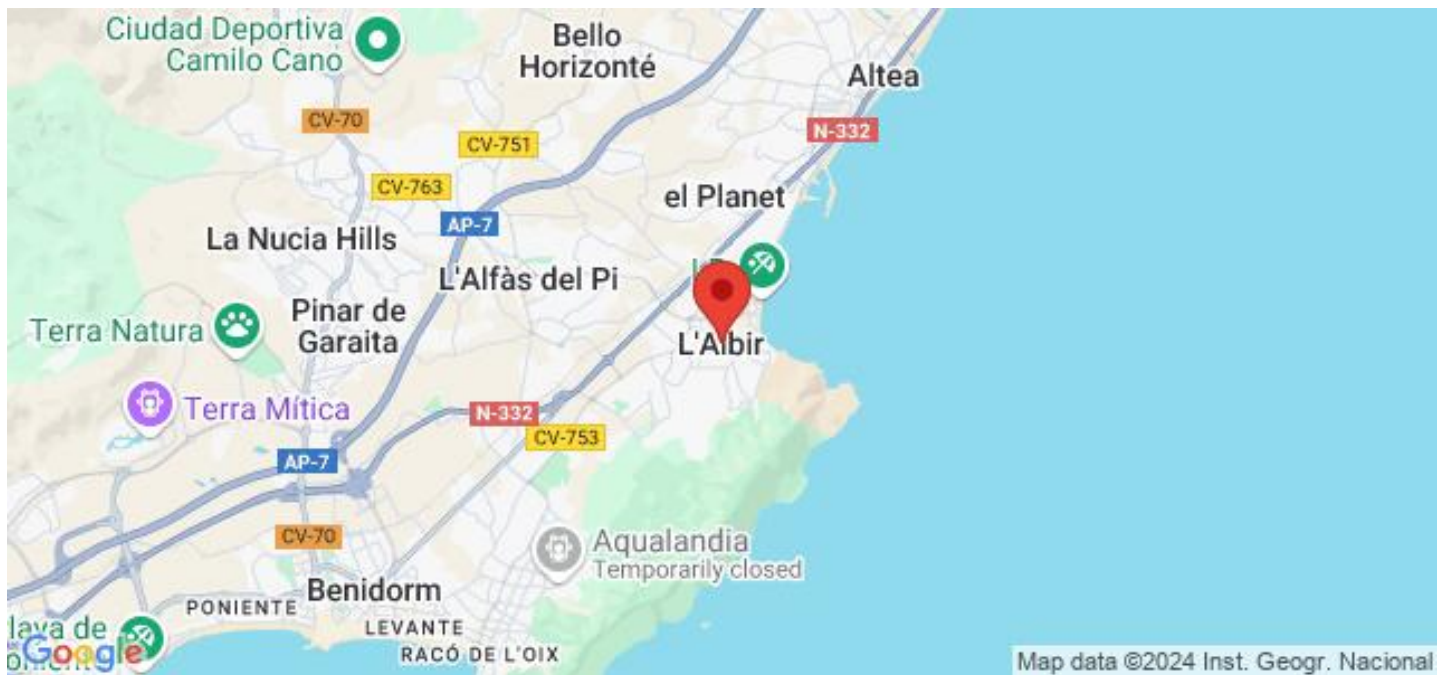 Ciudad Deportiva
Camilo Cano
Bello
Horizonté
Altea
CV-70
N-332
CV-751
CV-763
el Planet
AP-7
La Nucia Hills
L'Alfàs del Pi
Pinar de
Garaita
Terra Natura
L'Albir
Terra Mítica
N-332
CV-753
AP-7
CV-70
Aqualandia
Temporarily closed
Benidorm
PONIENTE
LEVANTE
RACÓ DE L'OIX
laya de
Google
Map data ©2024 Inst. Geogr. Nacional